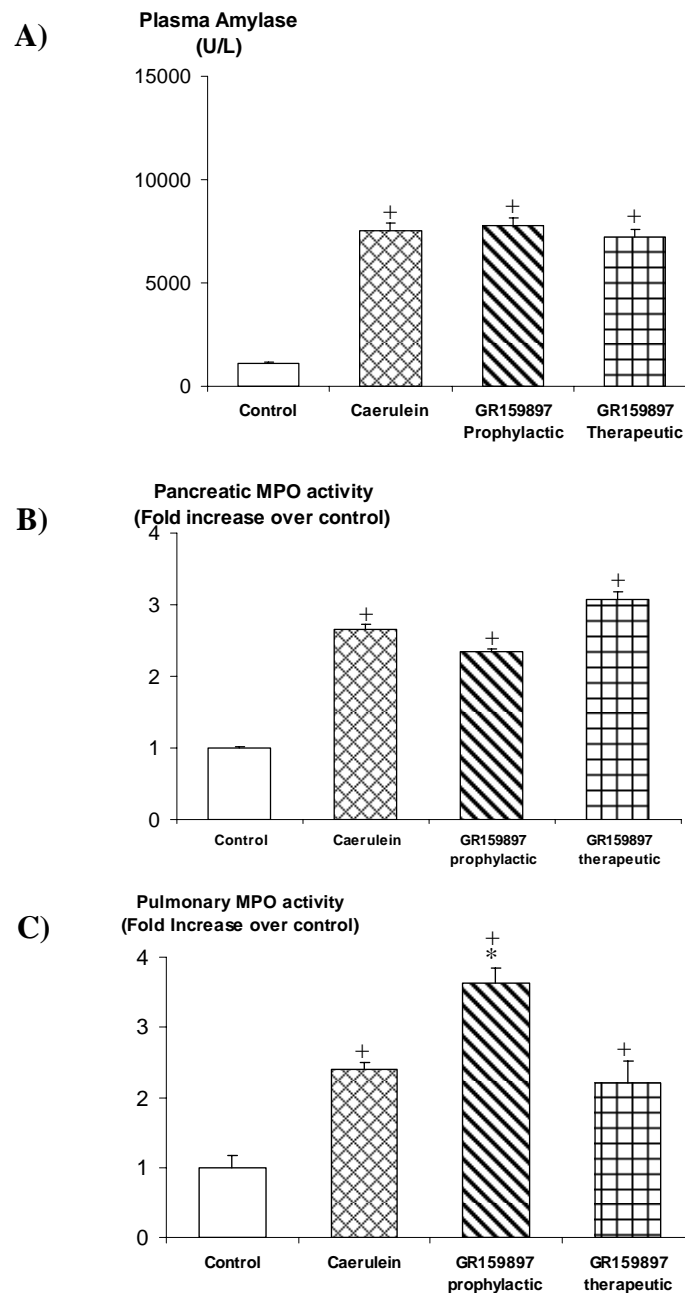 A)
Plasma Amylase
(U/L)
15000
10000
5000
0
+
+
+
Control
Caerulein
GR159897
Prophylactic
GR159897
Therapeutic
B)
Pancreatic MPO activity
(Fold increase over control)
4
3
2
1
0
+
+
+
Control
Caerulein
GR159897
prophylactic
GR159897
therapeutic
C)
Pulmonary MPO activity
(Fold Increase over control)
4
3
2
1
0
+
+
*
+
Control
Caerulein
GR159897
prophylactic
GR159897
therapeutic